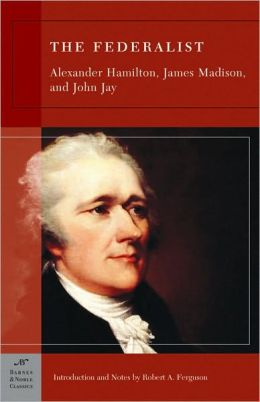 THE FEDERALIST
Alexander Hamilton, James Madison,
and John Jay
BARNES
& NOBLE
CLASSICS
Introduction and Notes by Robert A. Ferguson